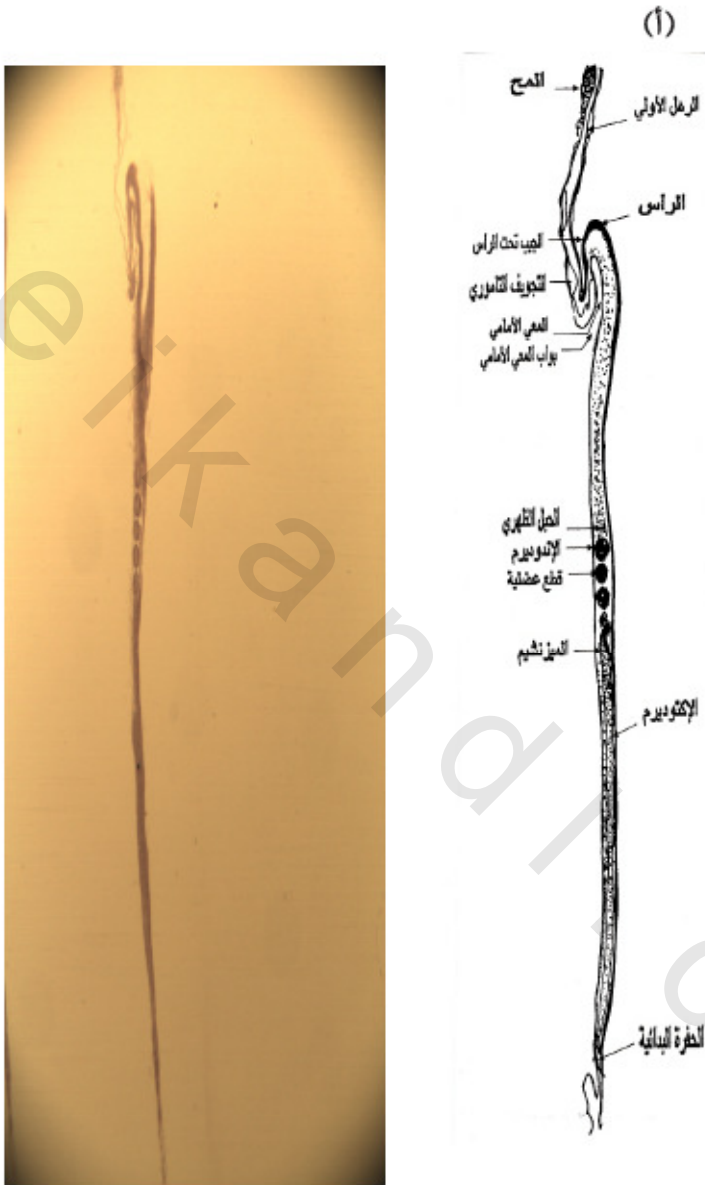 (أ)
المح
الرمل الأولي
الرأس
الجيب تحت الرأس
التجويف التاموري
المعي الأمامي
بواب المعي الأمامي
الحبل الظهري
الإندوديرم
قطع عضلية
الميزنشيم
الإكتوديرم
الحفرة البدائية
eikandl